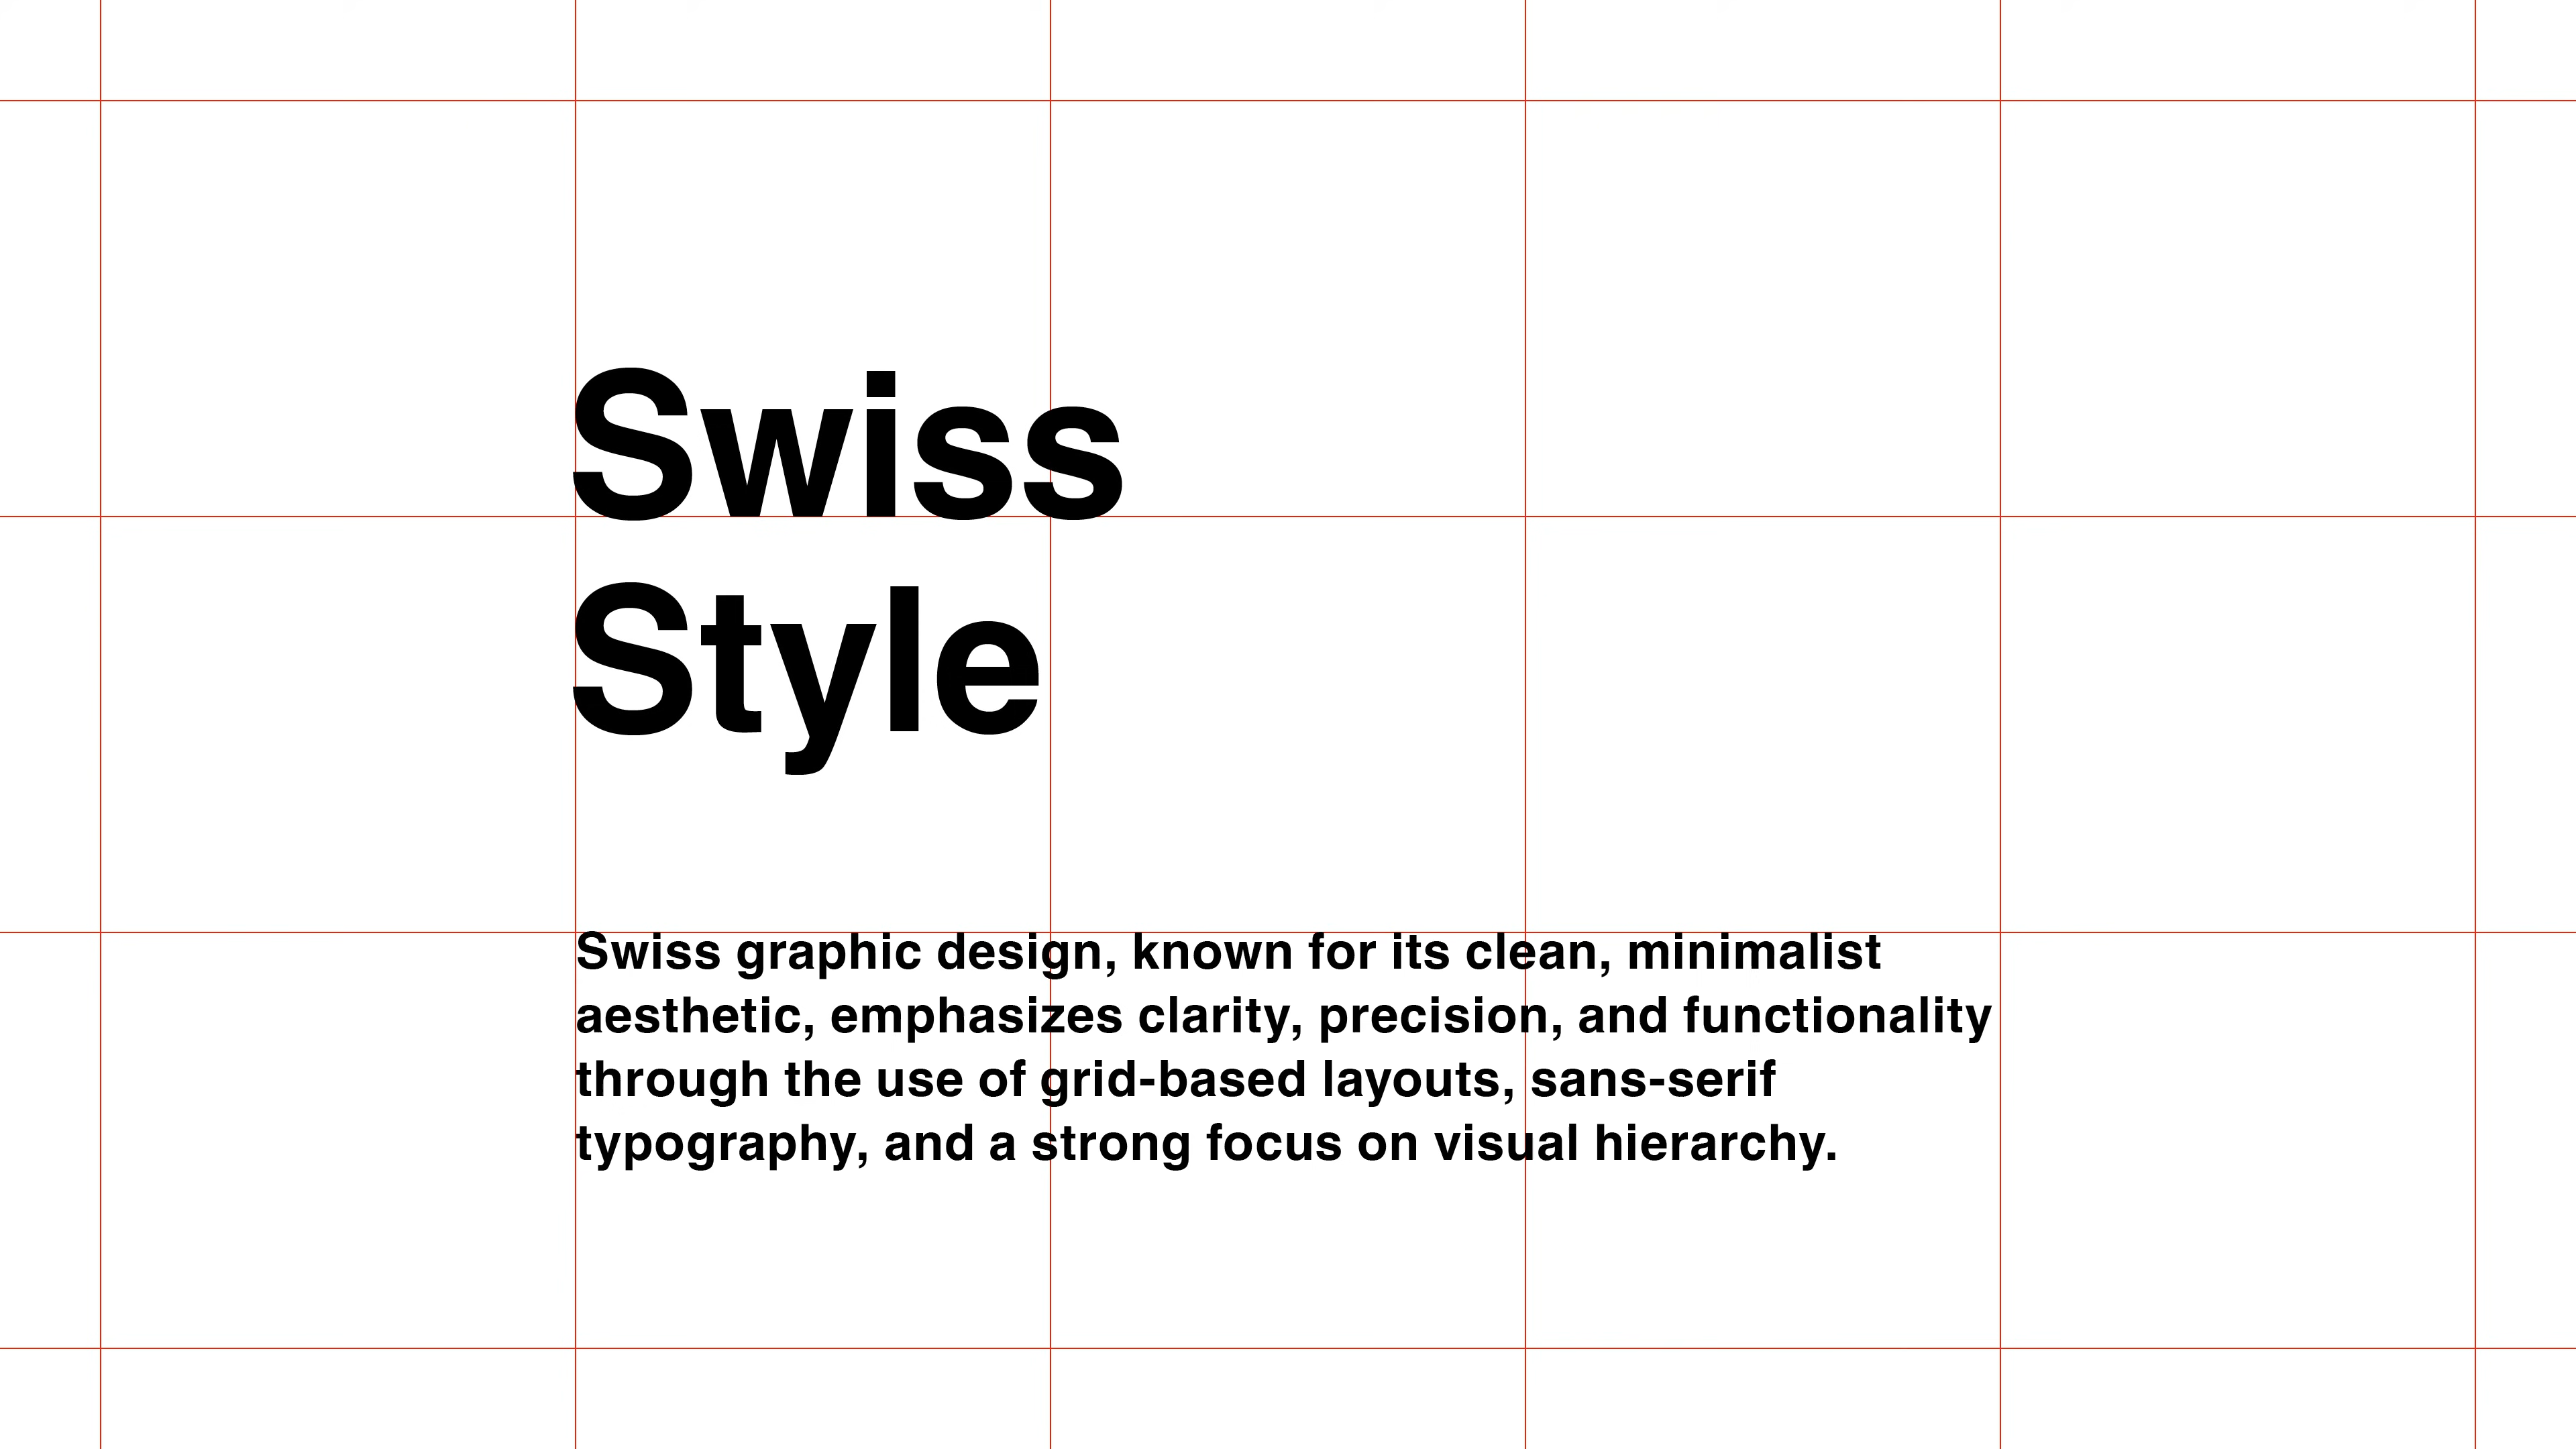 Swiss
Style
Swiss graphic design, known for its clean, minimalist
aesthetic, emphasizes clarity, precision, and functionality
through the use of grid-based layouts, sans-serif
typography, and a strong focus on visual hierarchy.